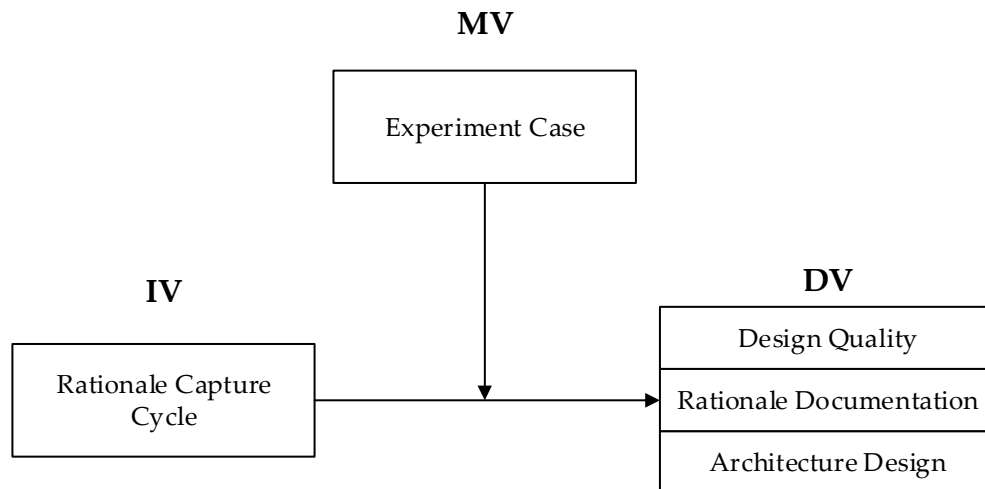 MV
Experiment Case
IV
Rationale Capture
Cycle
DV
Design Quality
Rationale Documentation
Architecture Design